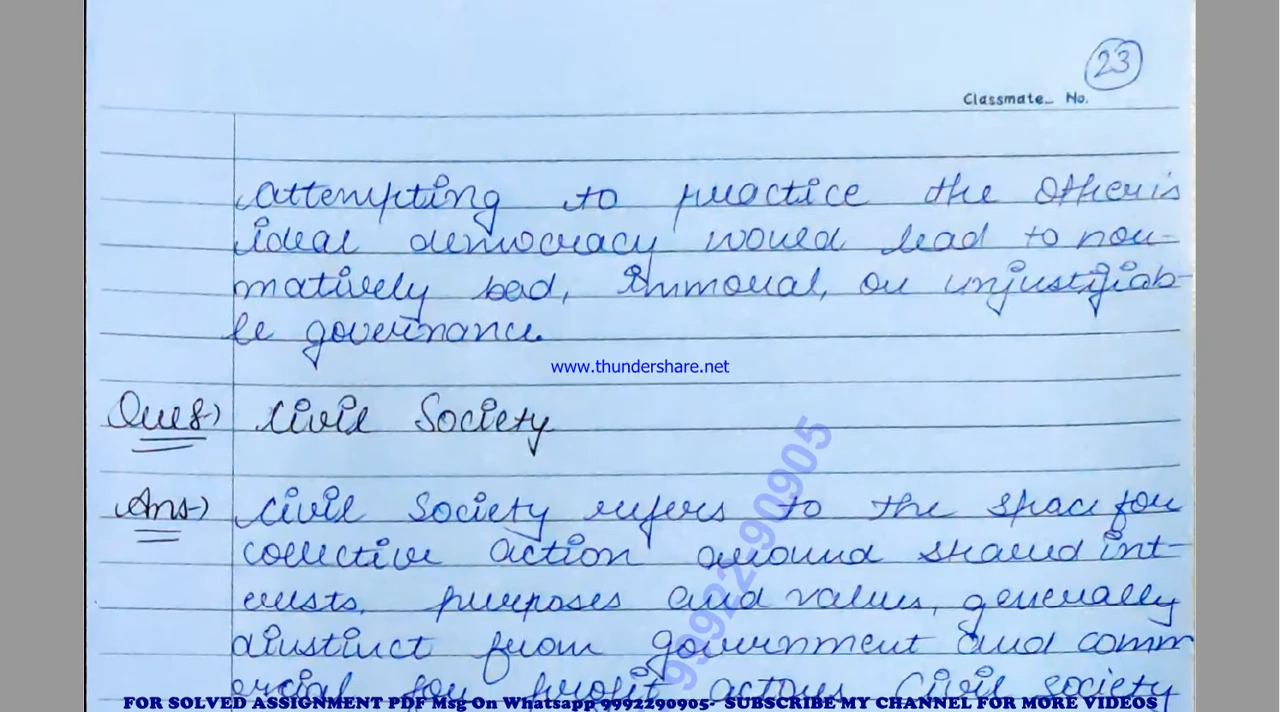 23
Classmate No.
attempting to practice the other's
ideal democracy would lead to nor-
matively bad, Immoral, or unjustifiab-
le governance.
www.thundershare.net
Ques-) Civil Society
Ans-) Civil Society refers to the space for
collective action around shared int-
erests, purposes and values, generally
diustinct from government and comm
ercial for profit actors Civil society
9992290905
FOR SOLVED ASSIGNMENT PDF Msg On Whatsapp 9992290905- SUBSCRIBE MY CHANNEL FOR MORE VIDEOS